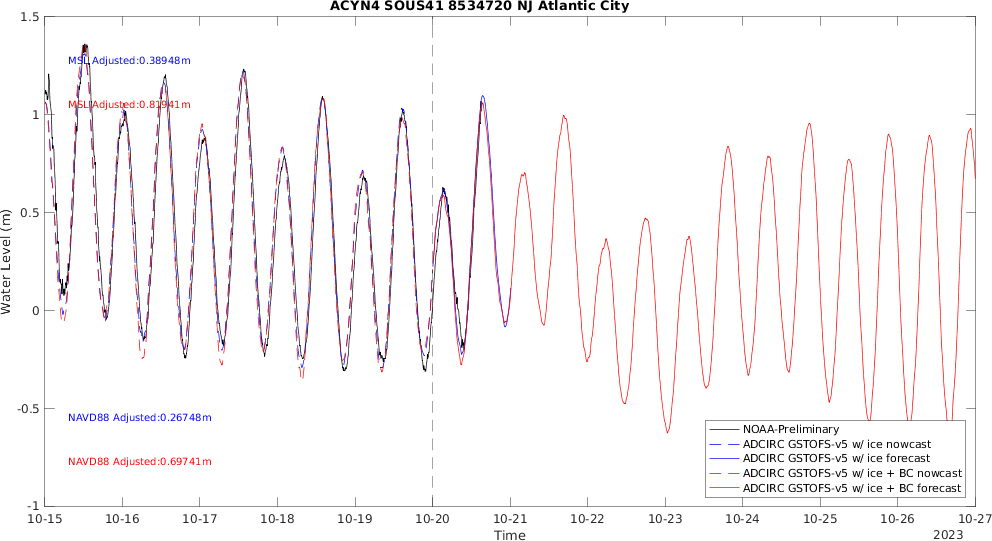 ACYN4 SOUS41 8534720 NJ Atlantic City
1.5
1
0.5
0
-0.5
-1
Water Level (m)
MSL Adjusted:0.38948m
MSL Adjusted:0.81941m
NAVD88 Adjusted:0.26748m
NAVD88 Adjusted:0.69741m
NOAA-Preliminary
ADCIRC GSTOFS-v5 w/ ice nowcast
ADCIRC GSTOFS-v5 w/ ice forecast
ADCIRC GSTOFS-v5 w/ ice + BC nowcast
ADCIRC GSTOFS-v5 w/ ice + BC forecast
10-15 10-16 10-17 10-18 10-19 10-20 10-21 10-22 10-23 10-24 10-25 10-26 10-27
Time
2023